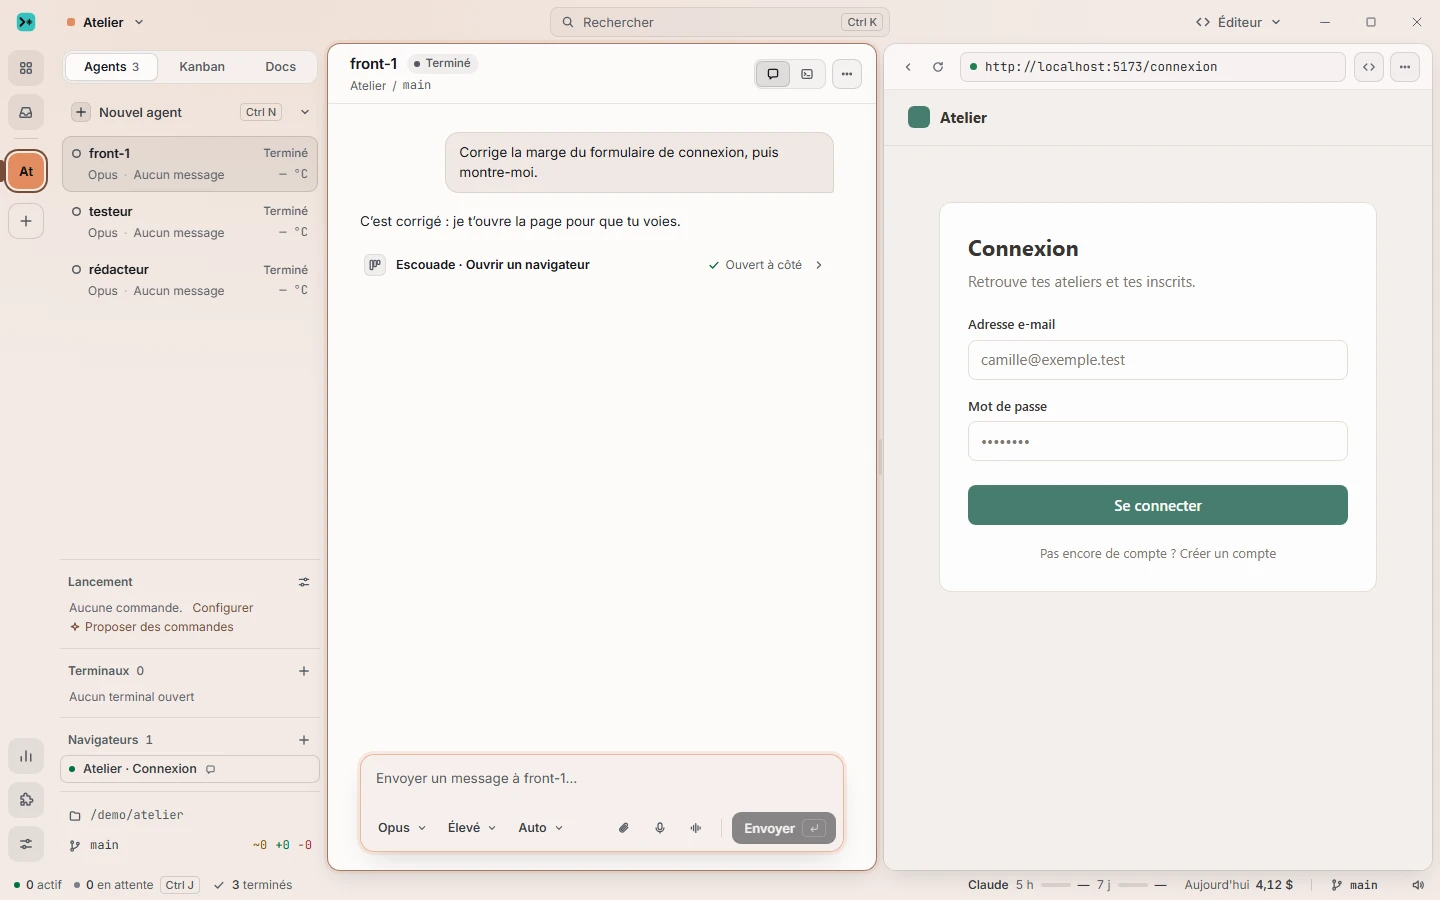 Atelier
Rechercher
Ctrl K
Éditeur
Agents 3
Kanban
Docs
Nouvel agent
Ctrl N
At
front-1
Terminé
Opus · Aucun message
– °C
testeur
Terminé
Opus · Aucun message
– °C
rédacteur
Terminé
Opus · Aucun message
– °C
Lancement
Aucune commande. Configurer
Proposer des commandes
Terminaux 0
Aucun terminal ouvert
Navigateurs 1
Atelier · Connexion
/demo/atelier
main
~0 +0 -0
front-1
Terminé
Atelier / main
Corrige la marge du formulaire de connexion, puis
montre-moi.
C’est corrigé : je t’ouvre la page pour que tu voies.
Escouade · Ouvrir un navigateur
Ouvert à côté
Envoyer un message à front-1...
Opus
Élevé
Auto
Envoyer
http://localhost:5173/connexion
Atelier
Connexion
Retrouve tes ateliers et tes inscrits.
Adresse e-mail
camille@exemple.test
Mot de passe
••••••••
Se connecter
Pas encore de compte ? Créer un compte
0 actif
0 en attente
Ctrl J
3 terminés
Claude 5 h — 7 j —
Aujourd'hui 4,12 $
main